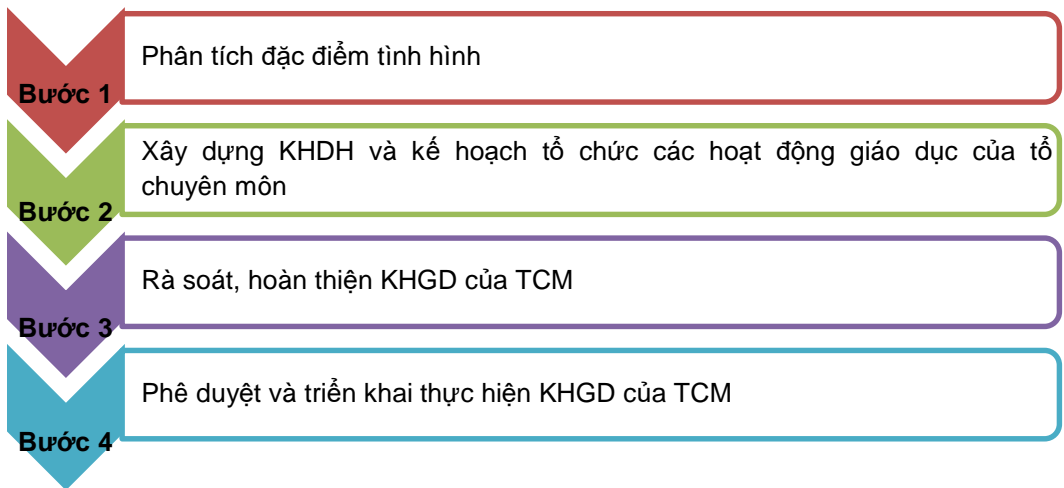 Phân tích đặc điểm tình hình
Bước 1
Xây dựng KHDH và kế hoạch tổ chức các hoạt động giáo dục của tổ
chuyên môn
Bước 2
Rà soát, hoàn thiện KHGD của TCM
Bước 3
Phê duyệt và triển khai thực hiện KHGD của TCM
Bước 4